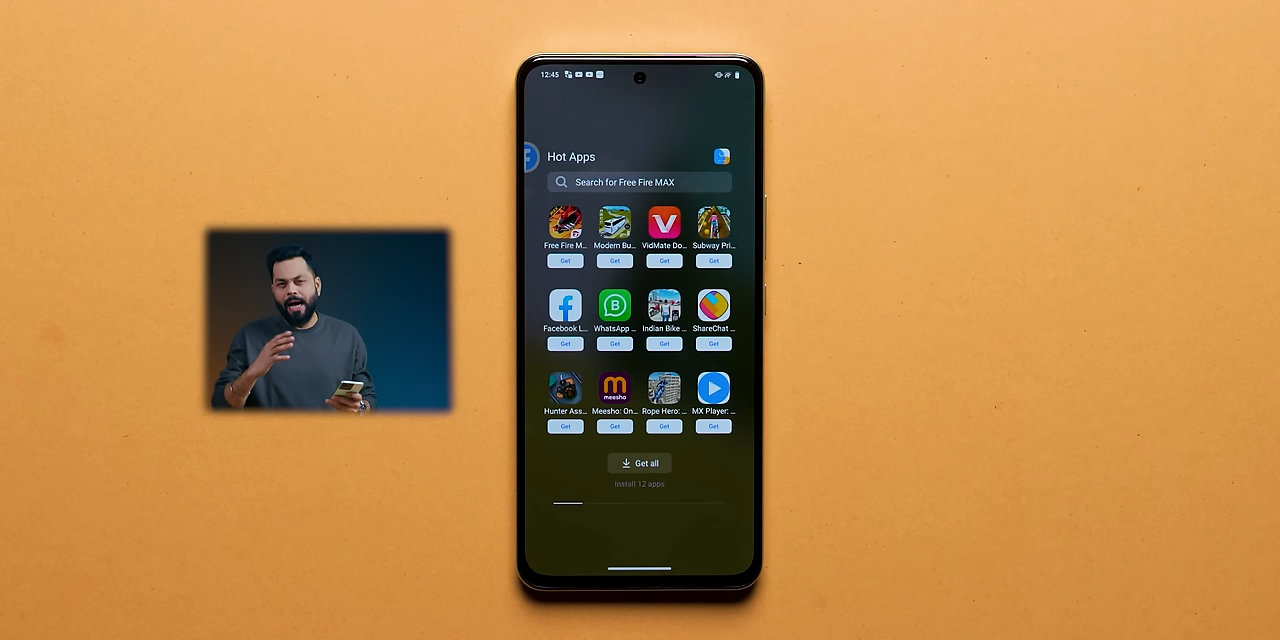 12:45
Hot Apps
Search for Free Fire MAX
Free Fire M... Modern Bu... VidMate Do... Subway Pri...
Get Get Get Get
Facebook L... WhatsApp ... Indian Bike ... ShareChat ...
Get Get Get Get
meesho
Hunter Ass... Meesho: On... Rope Hero: ... MX Player: ...
Get Get Get Get
Get all
Install 12 apps